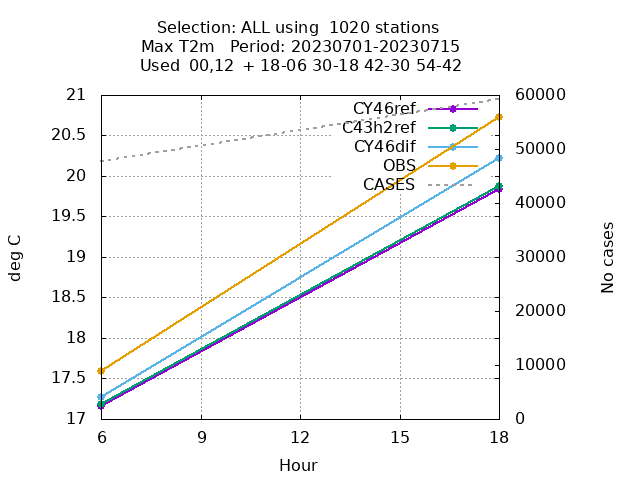 Selection: ALL using  1020 stations
Max T2m   Period: 20230701-20230715
Used  00,12  + 18-06 30-18 42-30 54-42
21
20.5
20
19.5
19
18.5
18
17.5
17
60000
50000
40000
30000
20000
10000
0
CY46ref
C43h2ref
CY46dif
OBS
CASES
deg C
No cases
6
9
12
15
18
Hour